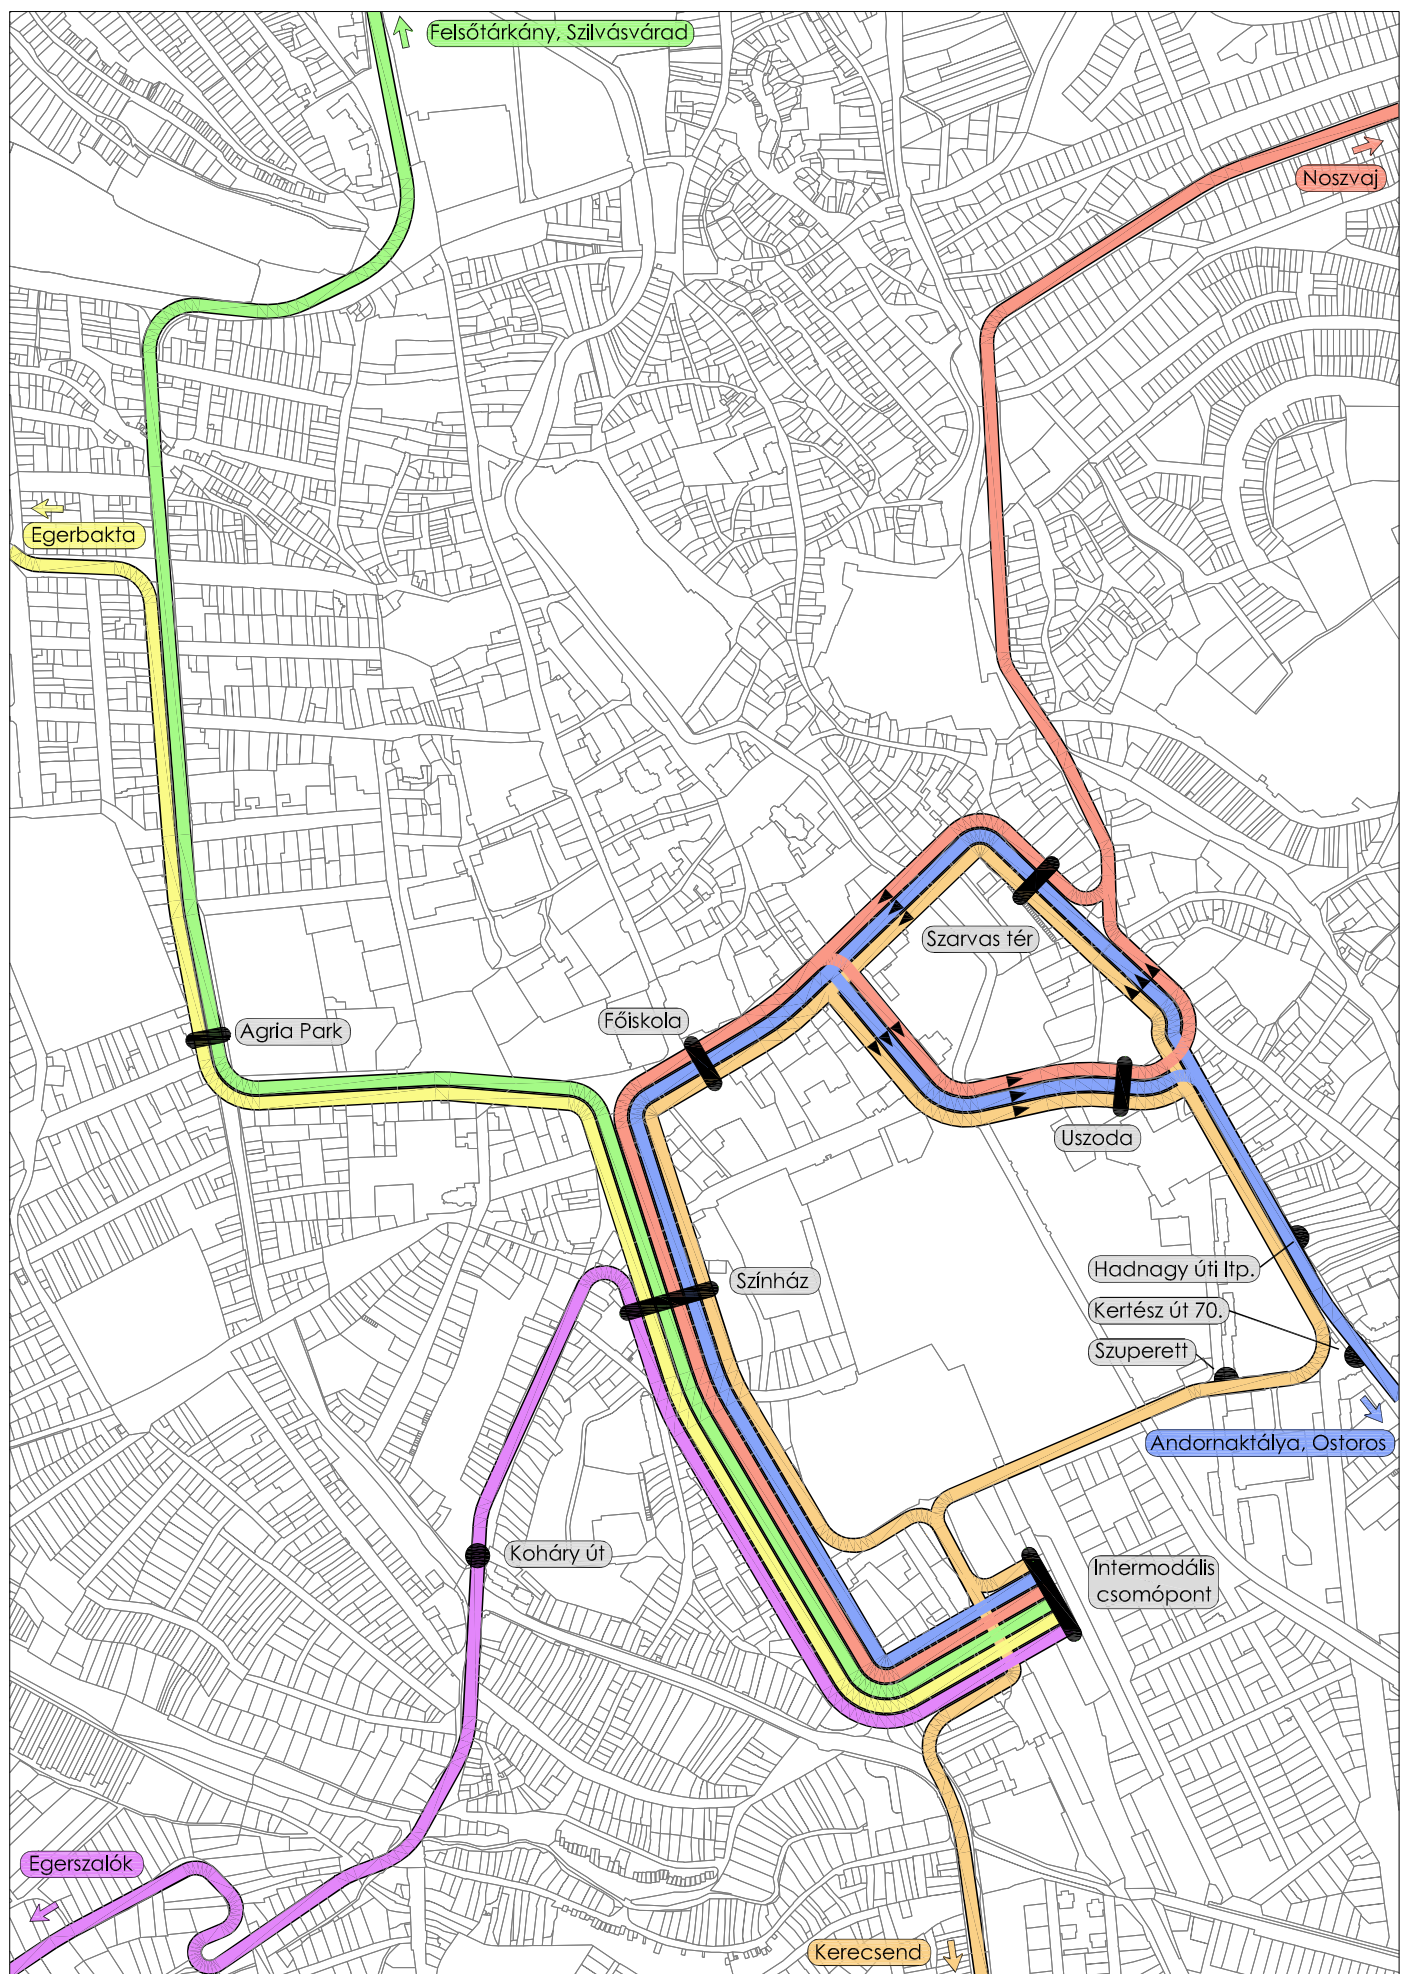 Felsőtárkány, Szilvásvárad
Noszvaj
Egerbakta
Szarvas tér
Főiskola
Agria Park
Uszoda
Hadnagy úti ltp.
Színház
Kertész út 70.
Szuperett
Andornaktálya, Ostoros
Koháry út
Intermodális
csomópont
Egerszalók
Kerecsend